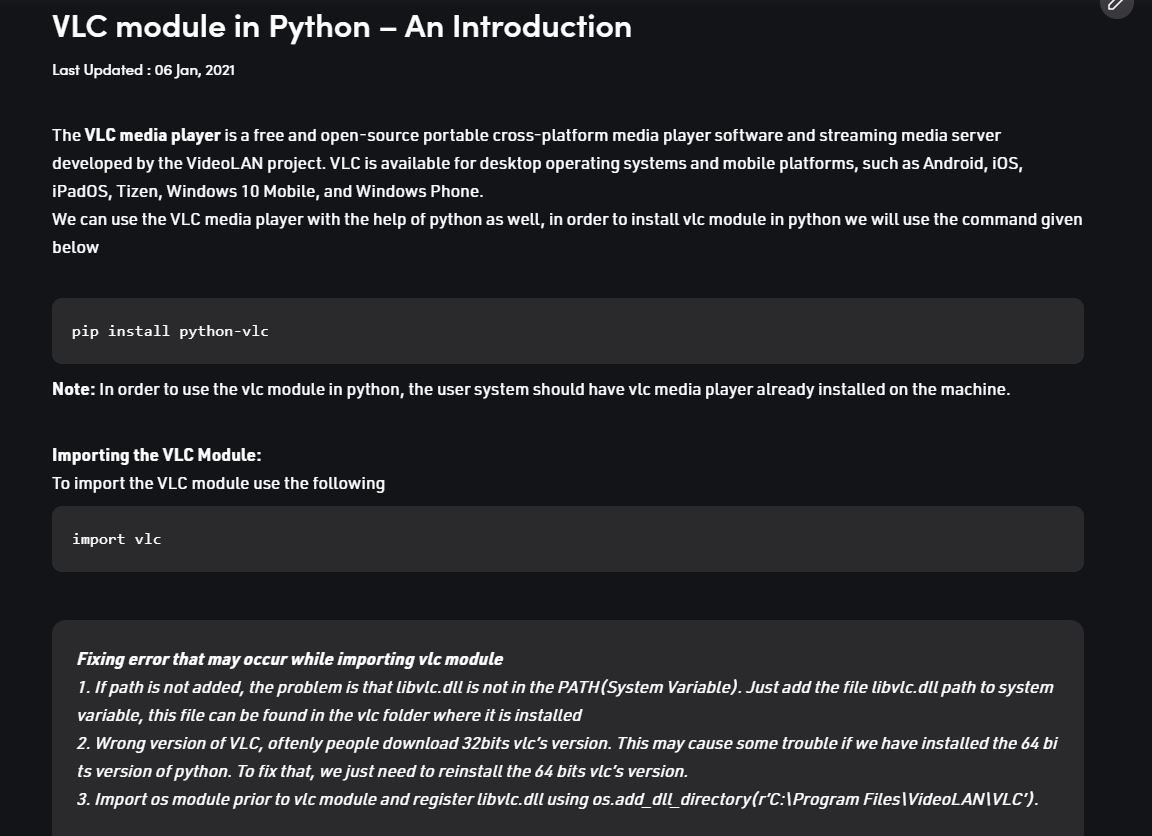 VLC module in Python – An Introduction
Last Updated : 06 Jan, 2021
The VLC media player is a free and open-source portable cross-platform media player software and streaming media server
developed by the VideoLAN project. VLC is available for desktop operating systems and mobile platforms, such as Android, iOS,
iPadOS, Tizen, Windows 10 Mobile, and Windows Phone.
We can use the VLC media player with the help of python as well, in order to install vlc module in python we will use the command given
below
pip install python-vlc
Note: In order to use the vlc module in python, the user system should have vlc media player already installed on the machine.
Importing the VLC Module:
To import the VLC module use the following
import vlc
Fixing error that may occur while importing vlc module
1. If path is not added, the problem is that libvlc.dll is not in the PATH(System Variable). Just add the file libvlc.dll path to system
variable, this file can be found in the vlc folder where it is installed
2. Wrong version of VLC, oftenly people download 32bits vlc’s version. This may cause some trouble if we have installed the 64 bi
ts version of python. To fix that, we just need to reinstall the 64 bits vlc’s version.
3. Import os module prior to vlc module and register libvlc.dll using os.add_dll_directory(r’C:\Program Files\VideoLAN\VLC’).